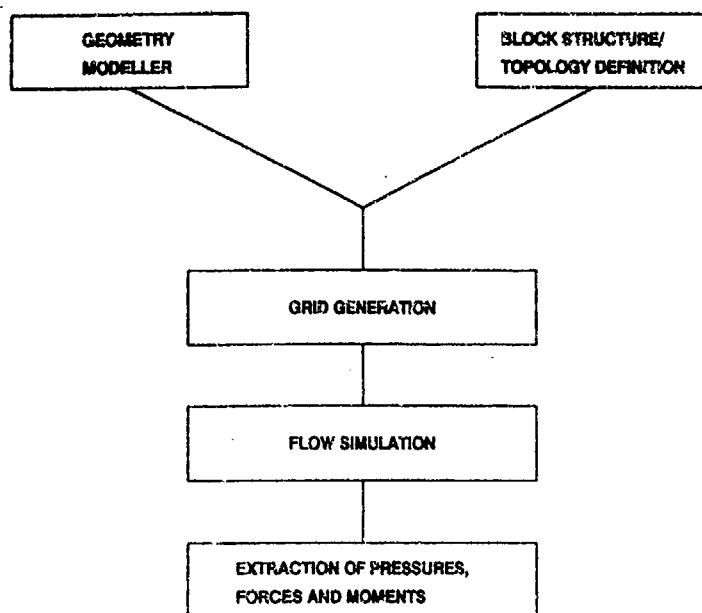 GEOMETRY
MODELLER
BLOCK STRUCTURE/
TOPOLOGY DEFINITION
GRID GENERATION
FLOW SIMULATION
EXTRACTION OF PRESSURES,
FORCES AND MOMENTS